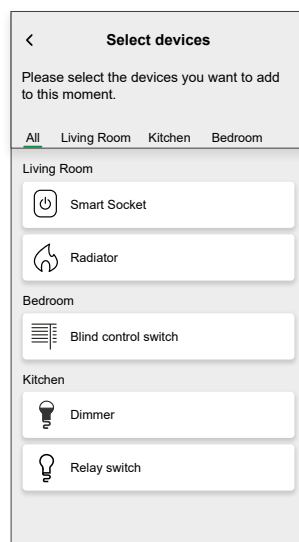 Select devices
Please select the devices you want to add
to this moment.
All Living Room Kitchen Bedroom
Living Room
Smart Socket
Radiator
Bedroom
Blind control switch
Kitchen
Dimmer
Relay switch